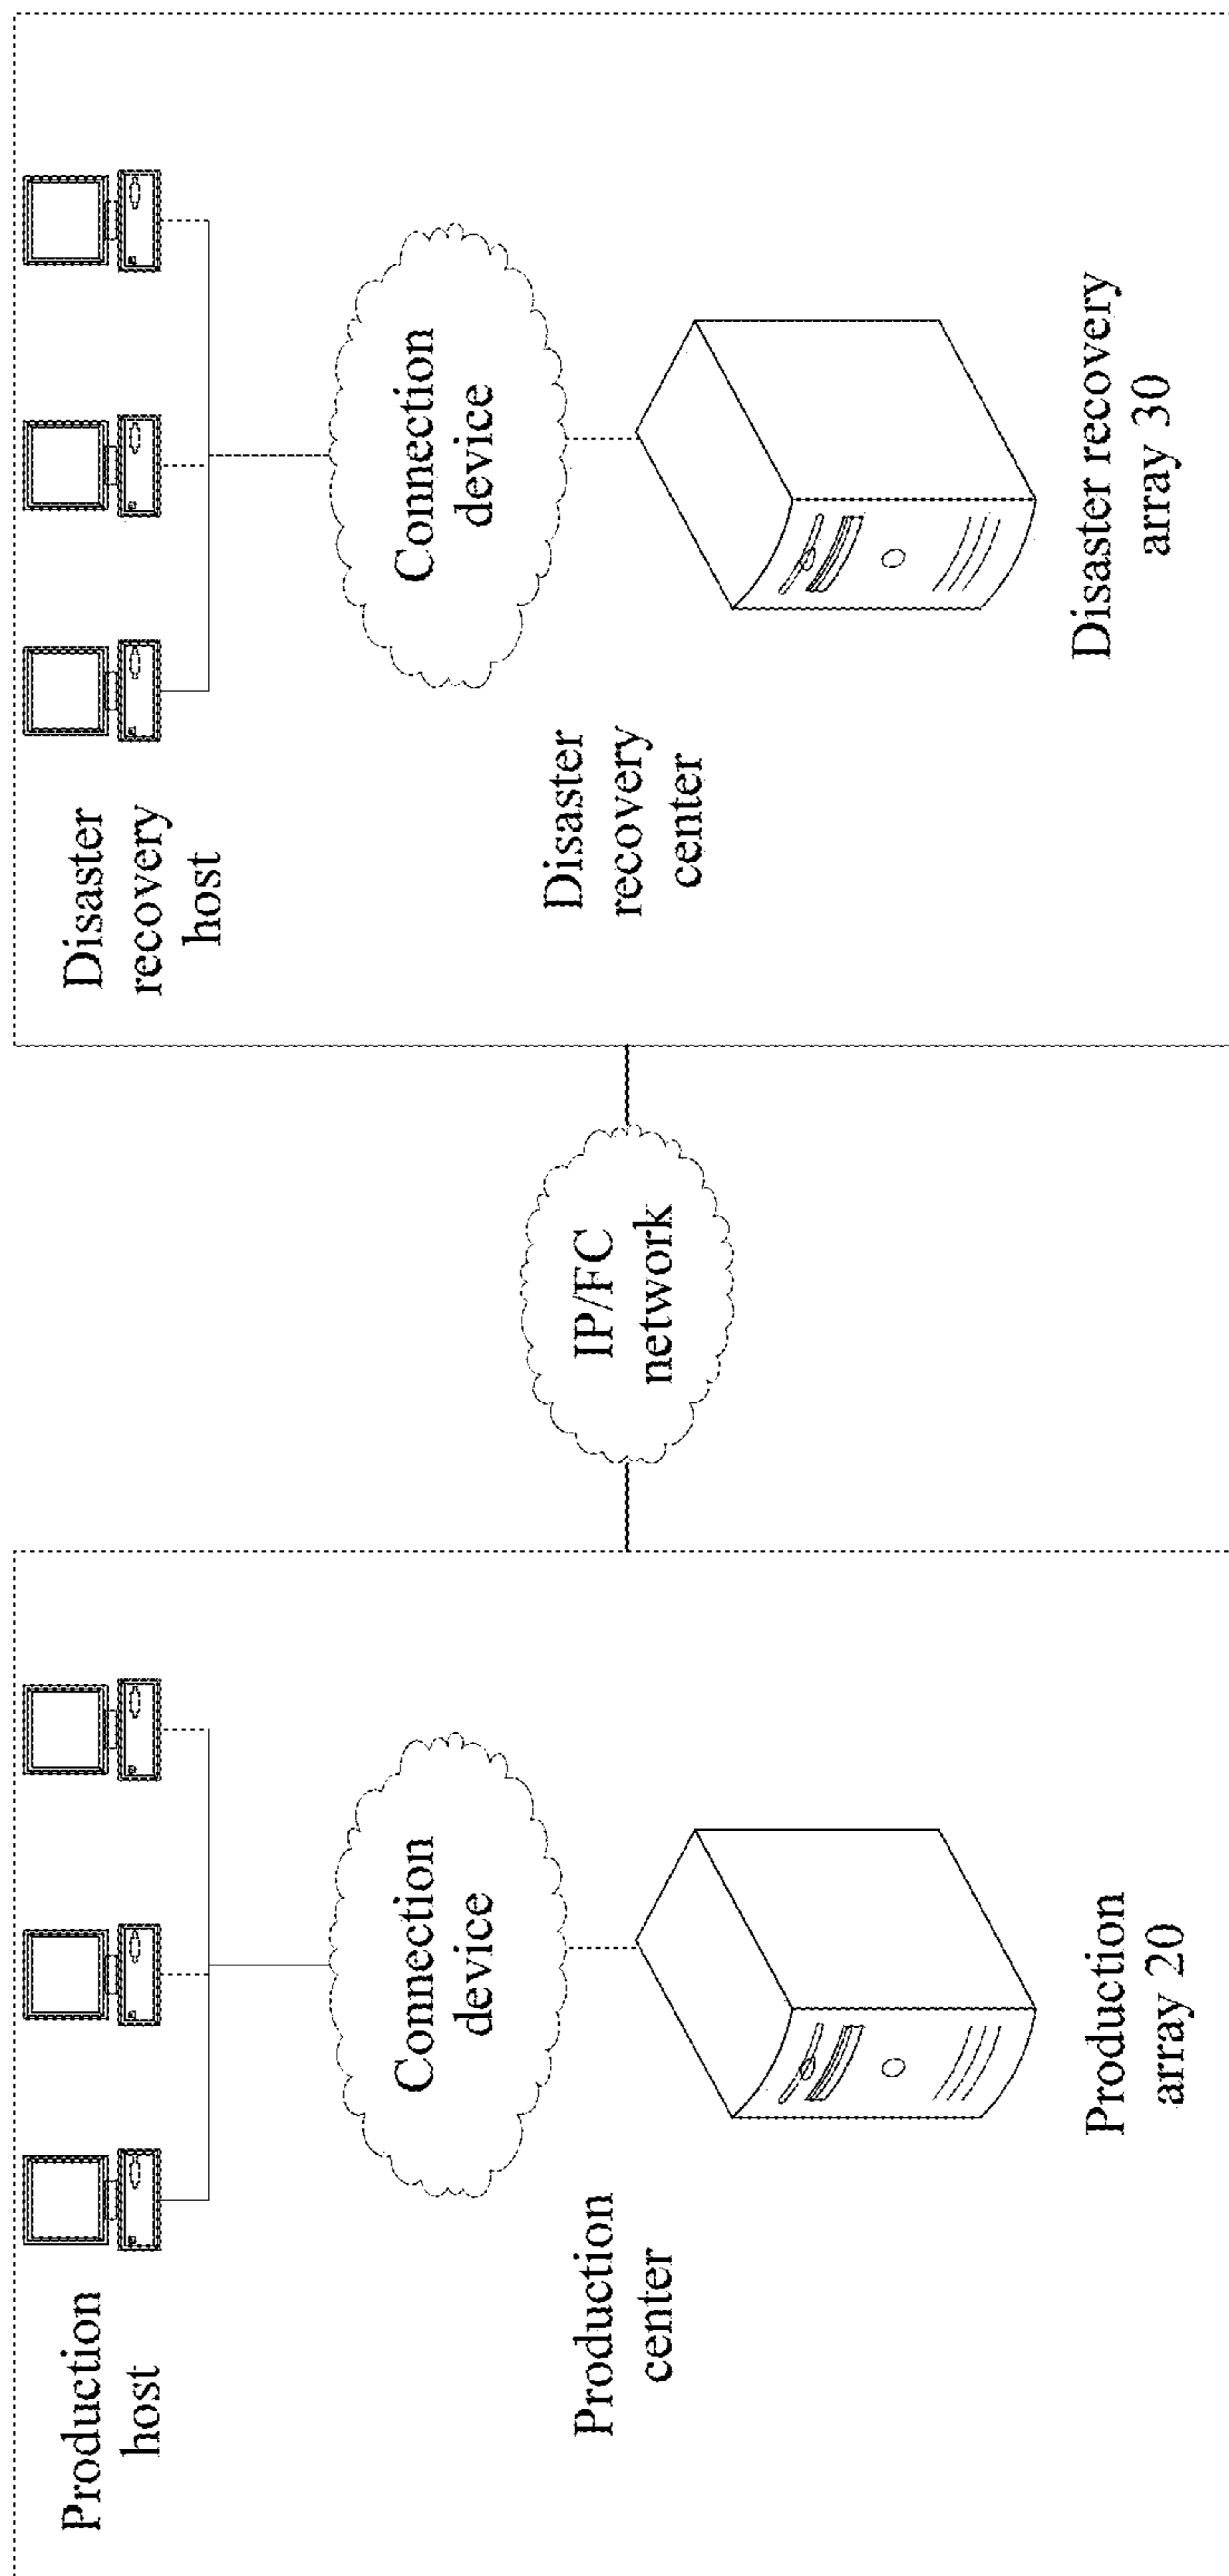 Production
host
Connection
device
Production
center
Production
array 20
IP/FC
network
Disaster
recovery
host
Connection
device
Disaster
recovery
center
Disaster recovery
array 30